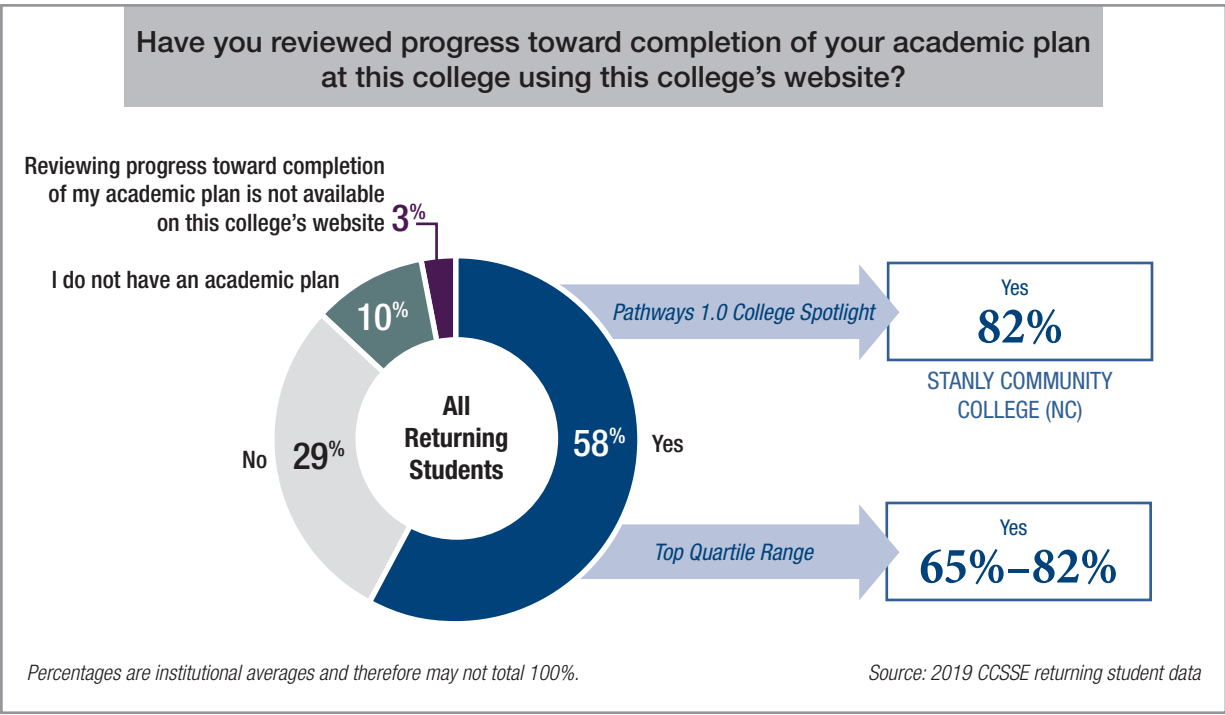 Have you reviewed progress toward completion of your academic plan
at this college using this college's website?
Reviewing progress toward completion
of my academic plan is not available
on this college's website 3%
I do not have an academic plan
10%
Pathways 1.0 College Spotlight
Yes
82%
STANLY COMMUNITY
COLLEGE (NC)
All
Returning
Students
No 29%
58% Yes
Top Quartile Range
Yes
65%–82%
Percentages are institutional averages and therefore may not total 100%.
Source: 2019 CCSSE returning student data